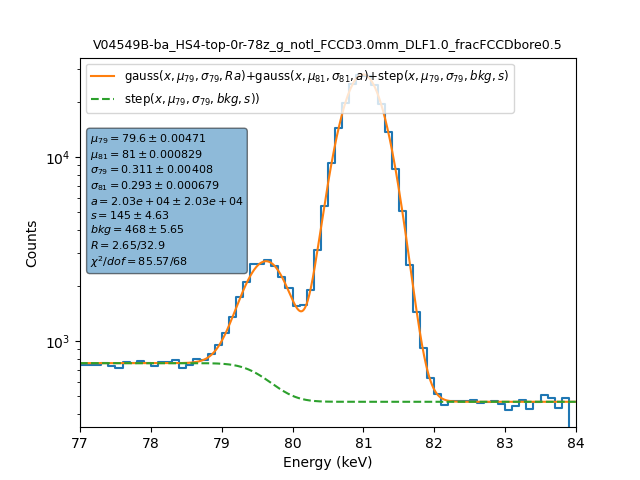 V04549B-ba_HS4-top-0r-78z_g_notl_FCCD3.0mm_DLF1.0_fracFCCDbore0.5
gauss(x, μ79, σ79, Ra)+gauss(x, μ81, σ81, a)+step(x, μ79, σ79, bkg, s)
step(x, μ79, σ79, bkg, s))
μ79 = 79.6 ± 0.00471
μ81 = 81 ± 0.000829
σ79 = 0.311 ± 0.00408
σ81 = 0.293 ± 0.000679
a = 2.03e + 04 ± 2.03e + 04
s = 145 ± 4.63
bkg = 468 ± 5.65
R = 2.65/32.9
χ²/dof = 85.57/68
10⁴
10³
Counts
77 78 79 80 81 82 83 84
Energy (keV)